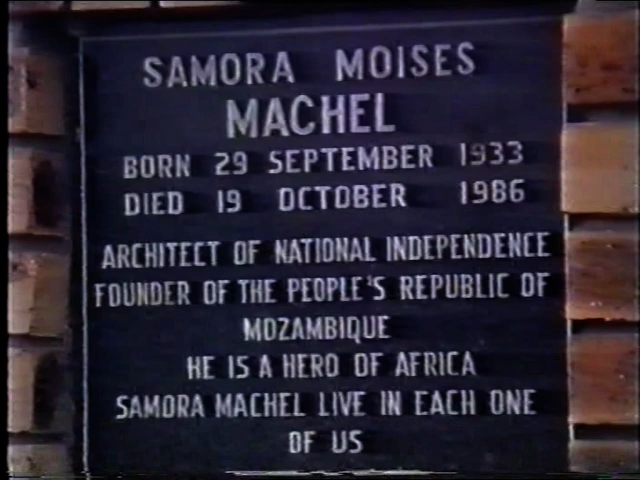 SAMORA MOISES
MACHEL
BORN 29 SEPTEMBER 1933
DIED 19 OCTOBER 1986
ARCHITECT OF NATIONAL INDEPENDENCE
FOUNDER OF THE PEOPLE'S REPUBLIC OF
MOZAMBIQUE
HE IS A HERO OF AFRICA
SAMORA MACHEL LIVE IN EACH ONE
OF US